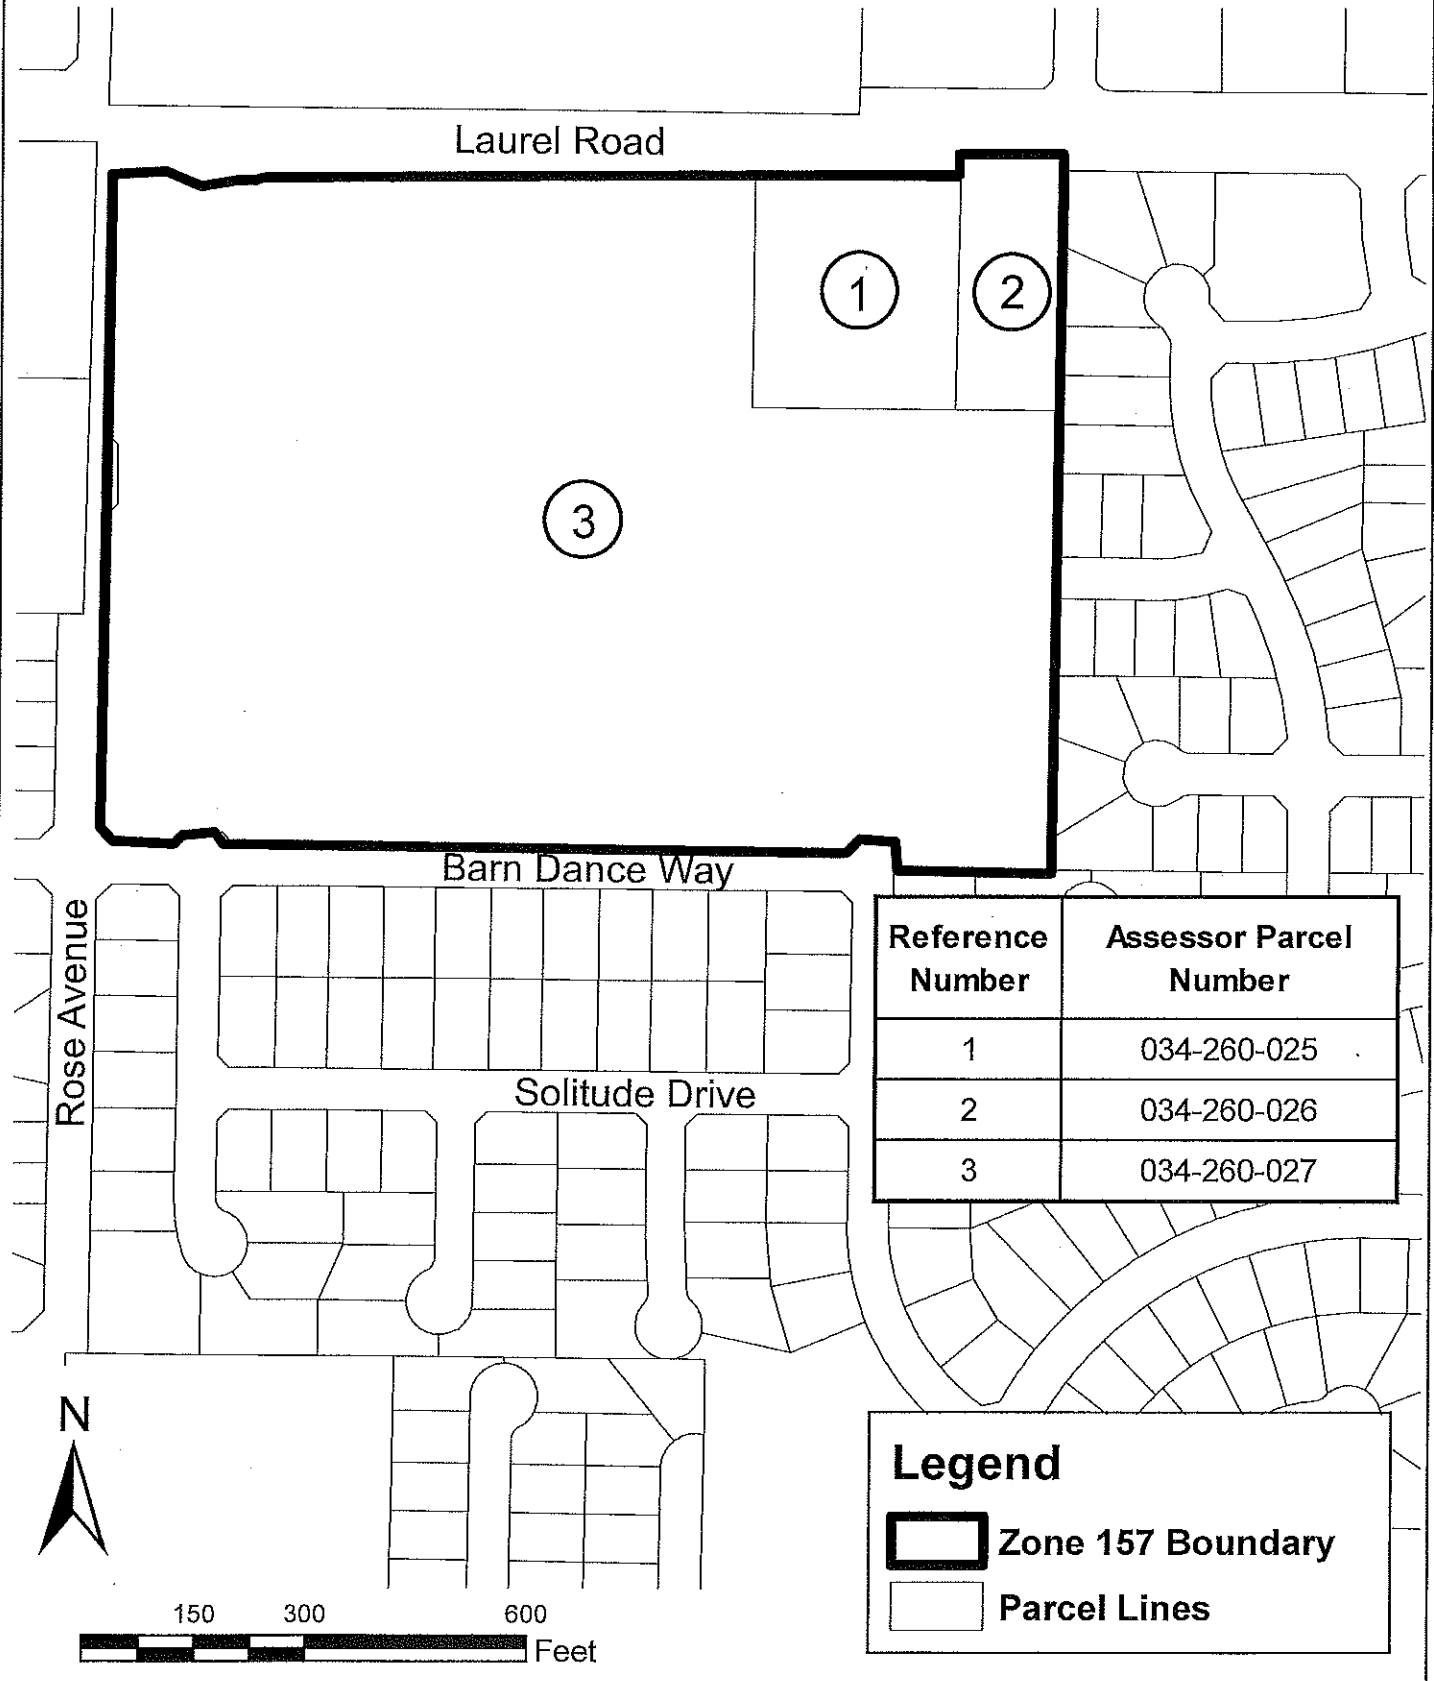 Laurel Road
1
2
3
Barn Dance Way
Rose Avenue
Reference Number Assessor Parcel Number
1 034-260-025
2 034-260-026
3 034-260-027
Solitude Drive
N
Legend
Zone 157 Boundary
Parcel Lines
150 300 600
Feet